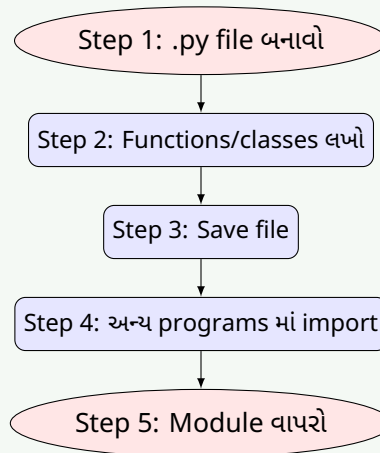 Step 1: .py file બનાવો
Step 2: Functions/classes લખો
Step 3: Save file
Step 4: અન્ય programs માં import
Step 5: Module વાપરો